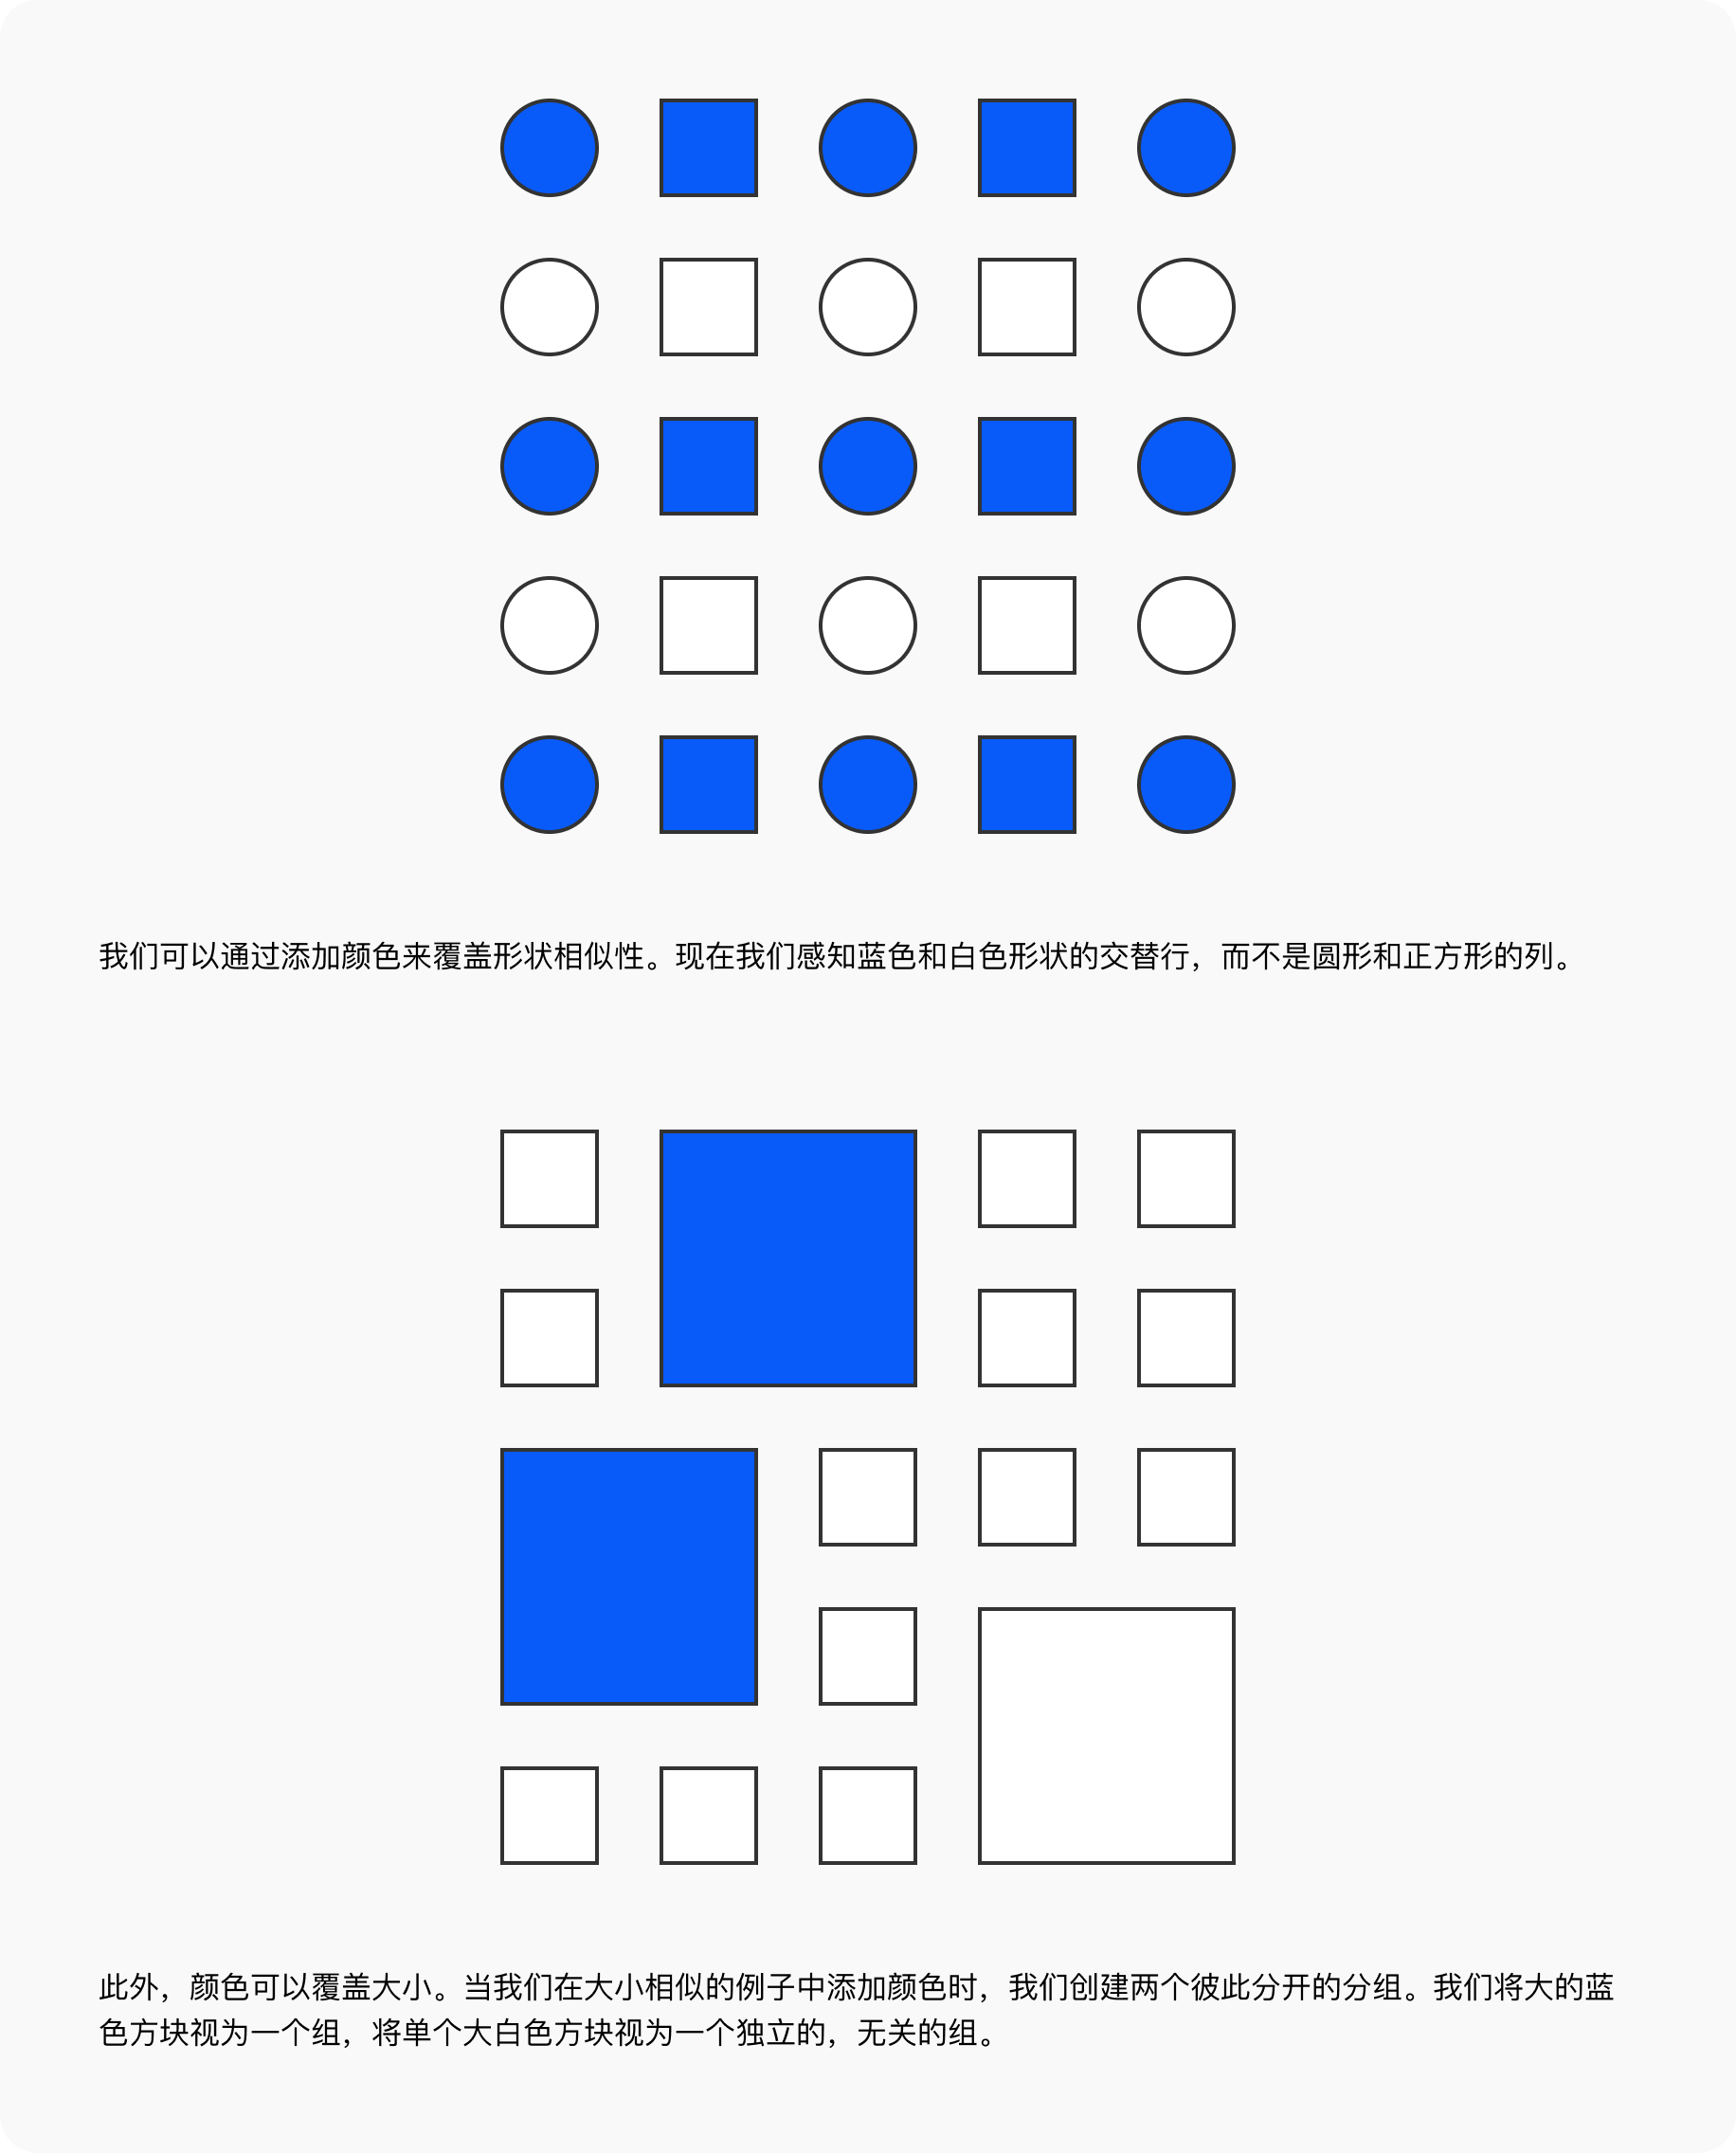 我们可以通过添加颜色来覆盖形状相似性。现在我们感知蓝色和白色形状的交替行，而不是圆形和正方形的列。
此外，颜色可以覆盖大小。当我们在大小相似的例子中添加颜色时，我们创建两个彼此分开的分组。我们将大的蓝
色方块视为一个组，将单个大白色方块视为一个独立的，无关的组。